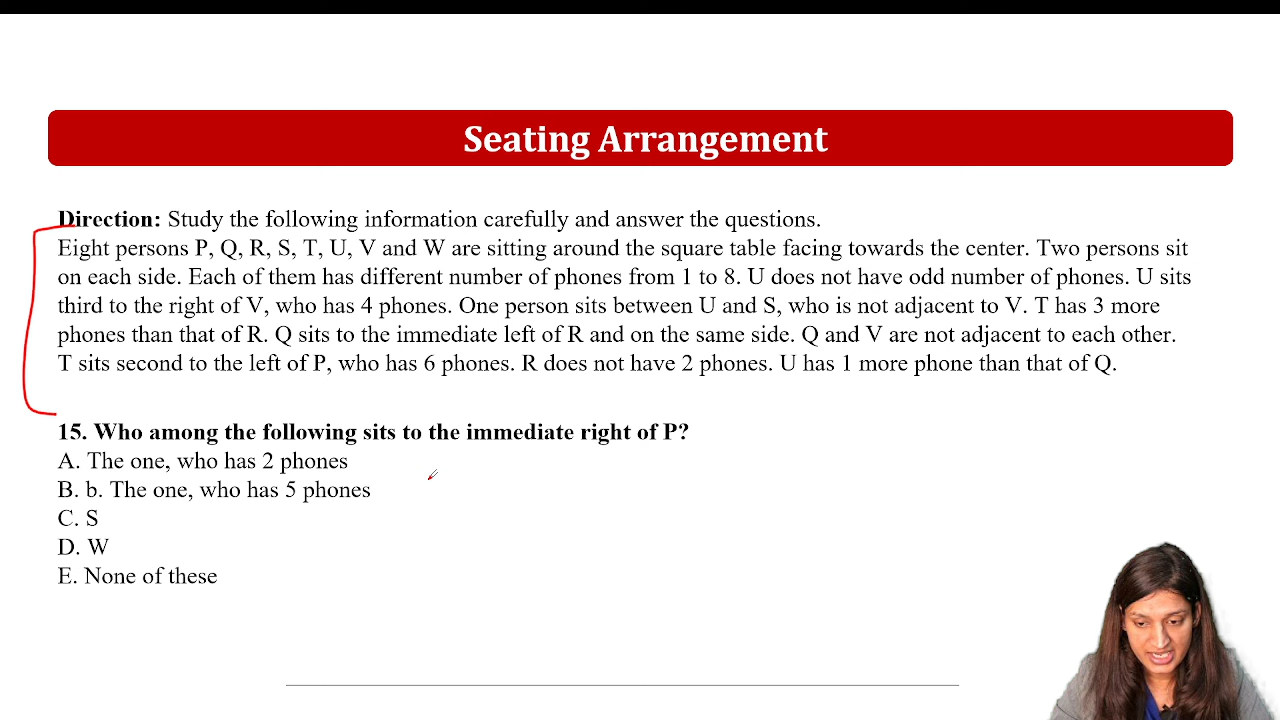 Seating Arrangement
Direction: Study the following information carefully and answer the questions.
Eight persons P, Q, R, S, T, U, V and W are sitting around the square table facing towards the center. Two persons sit
on each side. Each of them has different number of phones from 1 to 8. U does not have odd number of phones. U sits
third to the right of V, who has 4 phones. One person sits between U and S, who is not adjacent to V. T has 3 more
phones than that of R. Q sits to the immediate left of R and on the same side. Q and V are not adjacent to each other.
T sits second to the left of P, who has 6 phones. R does not have 2 phones. U has 1 more phone than that of Q.
15. Who among the following sits to the immediate right of P?
A. The one, who has 2 phones
B. b. The one, who has 5 phones
C. S
D. W
E. None of these